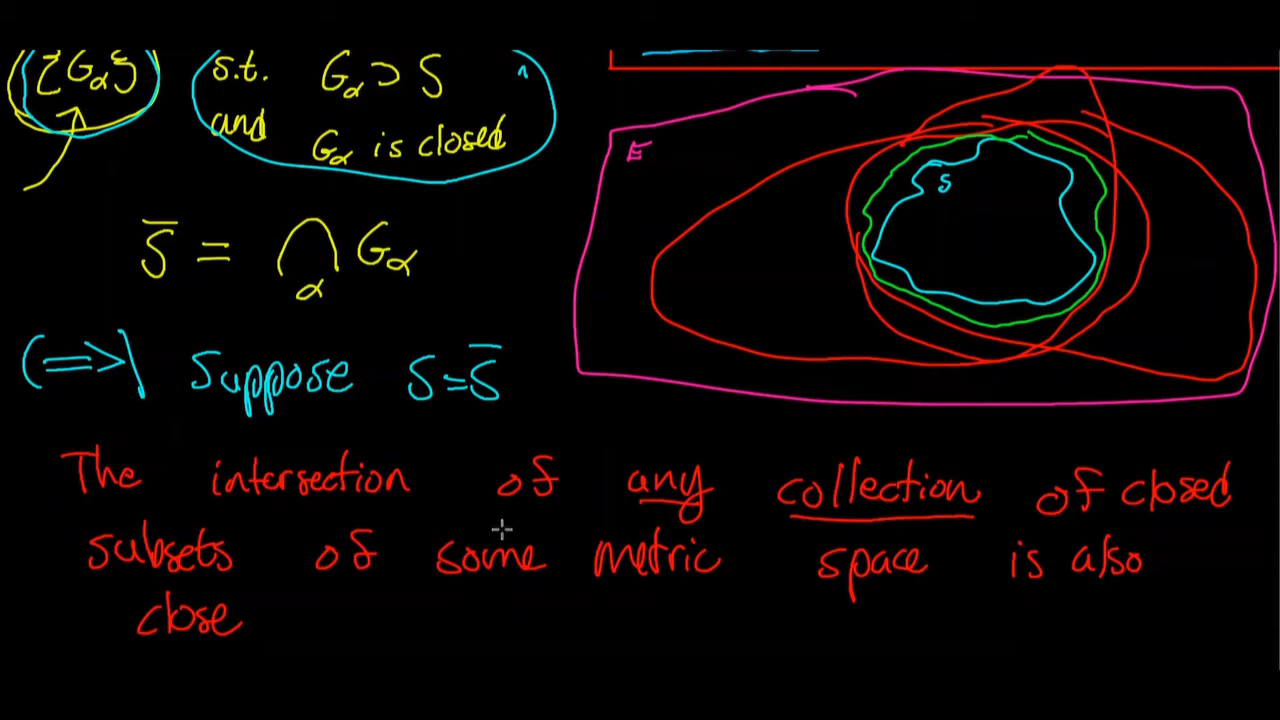 {Gα} s.t. Gα ⊃ S
and Gα is closed
S̄ = ⋂ Gα
α
(=>) Suppose S = S̄
The intersection of any collection of closed
subsets of some metric space is also
close
E
S